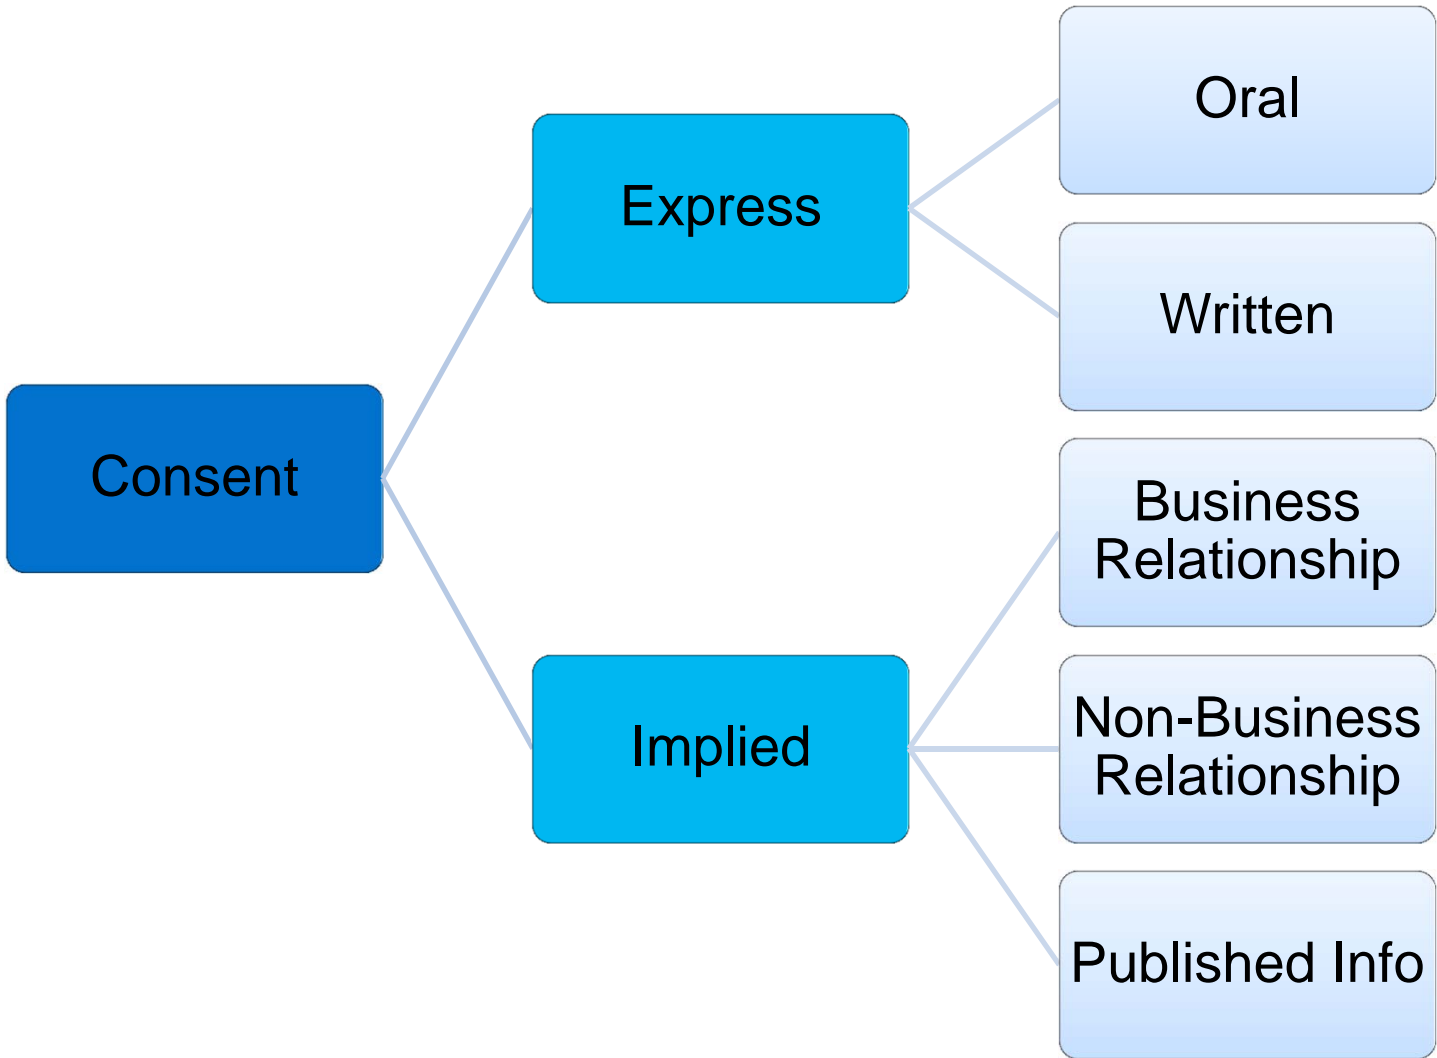 Consent
Express
Oral
Written
Implied
Business
Relationship
Non-Business
Relationship
Published Info